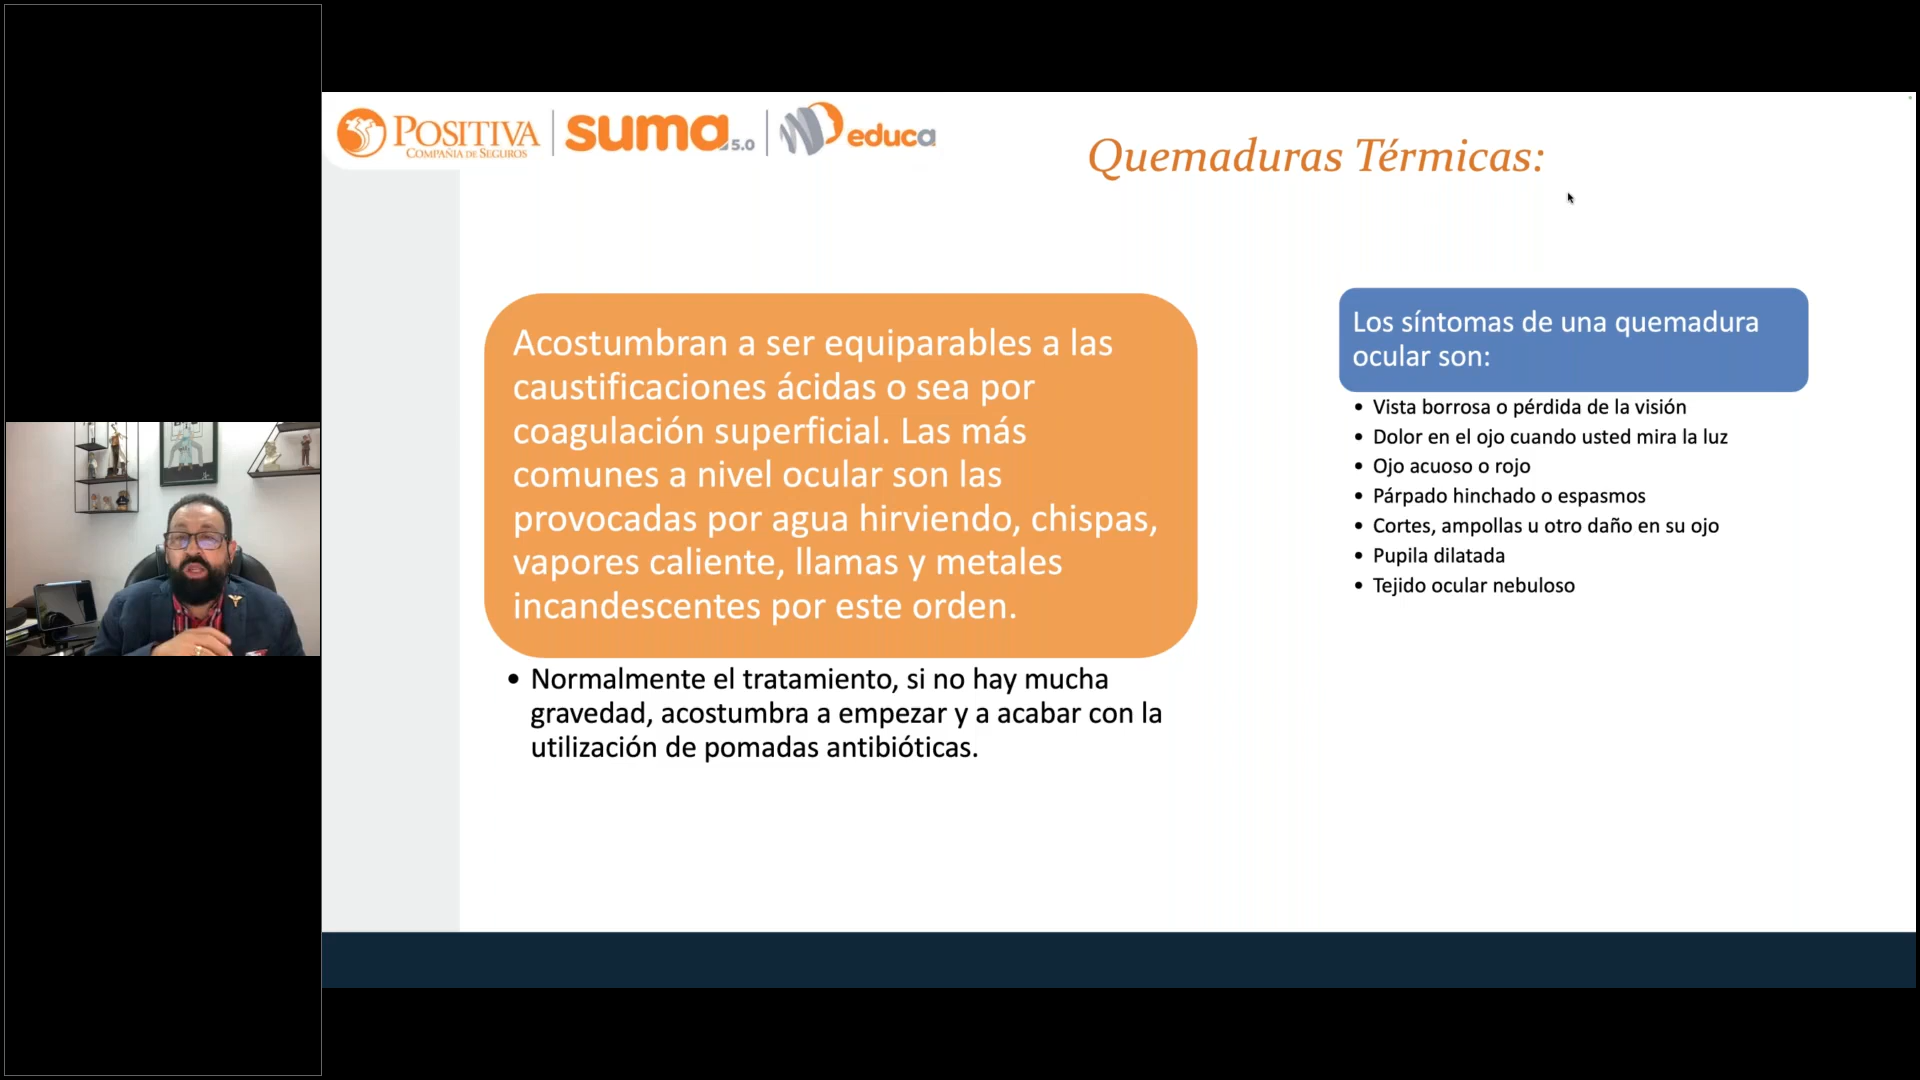 POSITIVA
COMPAÑÍA DE SEGUROS
suma 5.0
educa
Quemaduras Térmicas:
Acostumbran a ser equiparables a las
caustificaciones ácidas o sea por
coagulación superficial. Las más
comunes a nivel ocular son las
provocadas por agua hirviendo, chispas,
vapores caliente, llamas y metales
incandescentes por este orden.
• Normalmente el tratamiento, si no hay mucha
gravedad, acostumbra a empezar y a acabar con la
utilización de pomadas antibióticas.
Los síntomas de una quemadura
ocular son:
• Vista borrosa o pérdida de la visión
• Dolor en el ojo cuando usted mira la luz
• Ojo acuoso o rojo
• Párpado hinchado o espasmos
• Cortes, ampollas u otro daño en su ojo
• Pupila dilatada
• Tejido ocular nebuloso